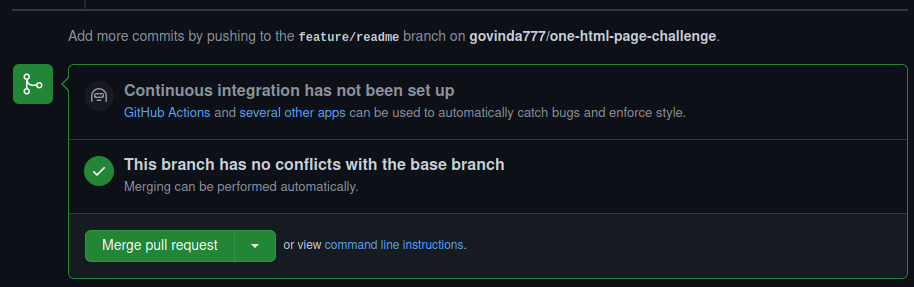 Add more commits by pushing to the feature/readme branch on govinda777/one-html-page-challenge.
Continuous integration has not been set up
GitHub Actions and several other apps can be used to automatically catch bugs and enforce style.
This branch has no conflicts with the base branch
Merging can be performed automatically.
Merge pull request or view command line instructions.